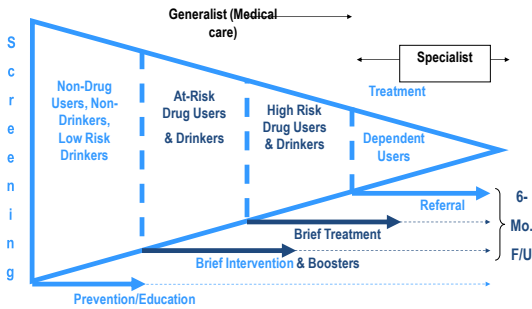 Generalist (Medical
care)
Specialist
Treatment
Screening
Non-Drug
Users, Non-
Drinkers,
Low Risk
Drinkers
At-Risk
Drug Users
& Drinkers
High Risk
Drug Users
& Drinkers
Dependent
Users
Referral
Brief Treatment
Brief Intervention & Boosters
Prevention/Education
6-
Mo.
F/U